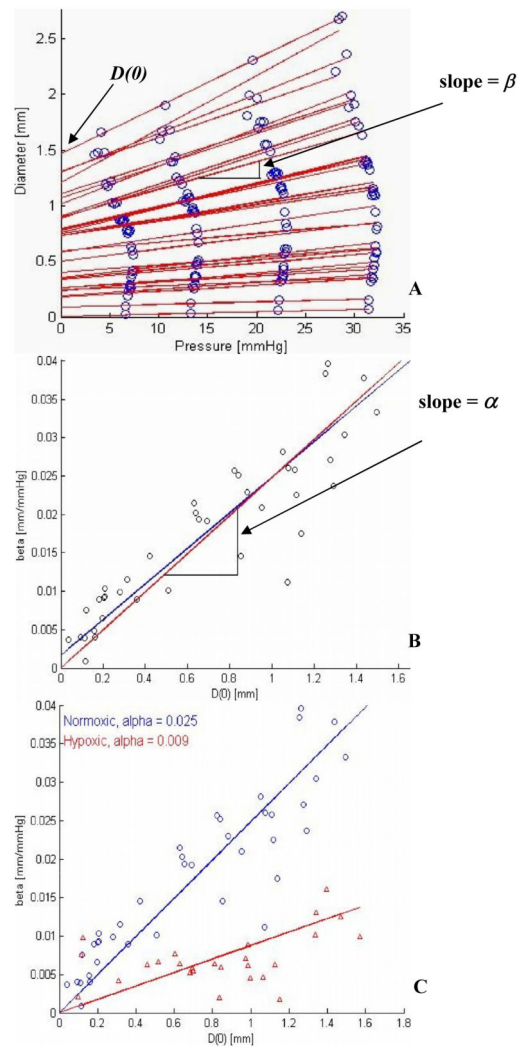 2.5
D(0)
slope = β
2
Diameter [mm]
1.5
1
0.5
0
0 5 10 15 20 25 30 35
A
Pressure [mmHg]
0.04
0.035
slope = α
0.03
0.025
beta [mm/mmHg]
0.02
0.015
0.01
0.005
B
0
0 0.2 0.4 0.6 0.8 1 1.2 1.4 1.6
D(0) [mm]
0.04
Normoxic, alpha = 0.025
Hypoxic, alpha = 0.009
0.035
0.03
0.025
beta [mm/mmHg]
0.02
0.015
0.01
0.005
C
0
0 0.2 0.4 0.6 0.8 1 1.2 1.4 1.6 1.8
D(0) [mm]